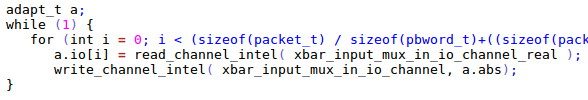 adapt_t a;
while (1) {
for (int i = 0; i < (sizeof(packet_t) / sizeof(pbword_t)+((sizeof(pack
a.io[i] = read_channel_intel( xbar_input_mux_in_io_channel_real );
write_channel_intel( xbar_input_mux_in_io_channel, a.abs);
}